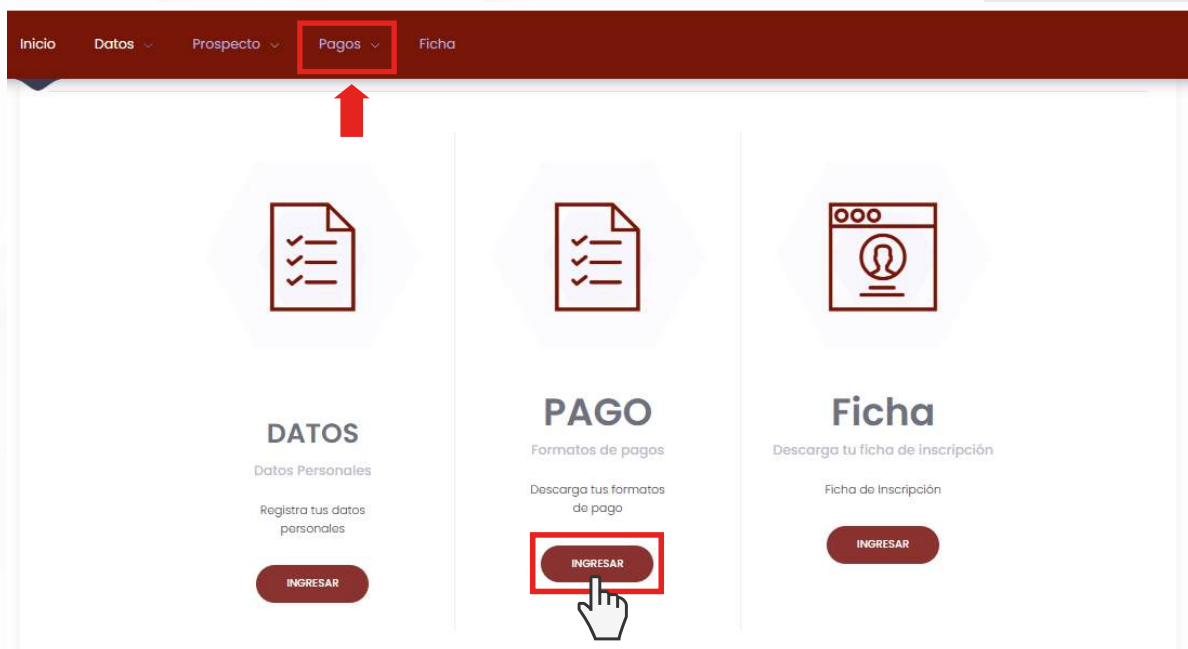 Inicio Datos Prospecto Pagos Ficha
DATOS
Datos Personales
Registra tus datos
personales
INGRESAR
PAGO
Formatos de pagos
Descarga tus formatos
de pago
INGRESAR
Ficha
Descarga tu ficha de inscripción
Ficha de Inscripción
INGRESAR